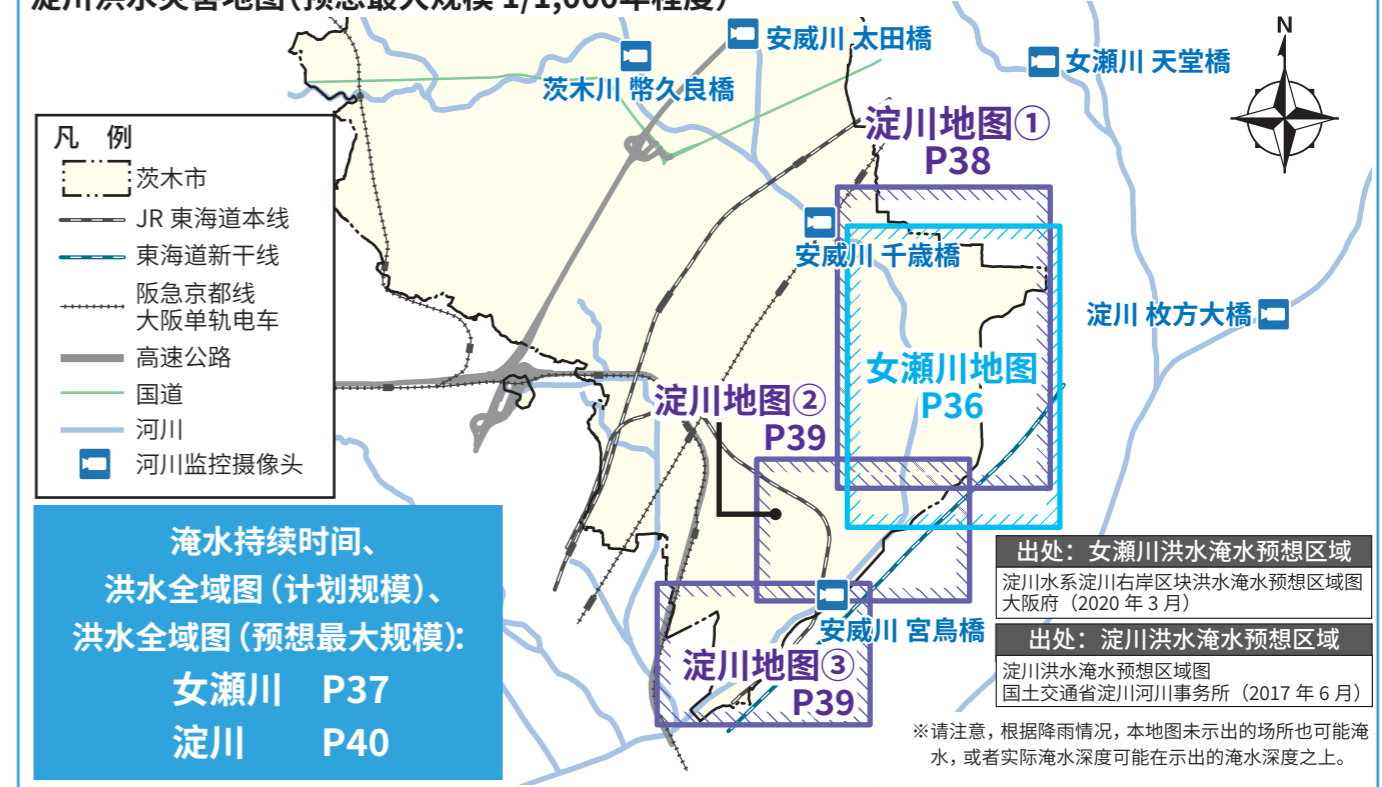 淀川洪水灾害地图（预想最大规模 1/1,000年程度）
安威川 太田橋
茨木川 幣久良橋
女瀬川 天堂橋
N
淀川地图①
P38
凡 例
茨木市
JR 東海道本线
東海道新干线
阪急京都线
大阪单轨电车
高速公路
国道
河川
河川监控摄像头
安威川 千歳橋
淀川 枚方大橋
女瀬川地图
P36
淀川地图②
P39
淹水持续时间、
洪水全域图（计划规模）、
洪水全域图（预想最大规模）:
女瀬川 P37
淀川 P40
安威川 宮鳥橋
淀川地图③
P39
出处：女瀬川洪水淹水预想区域
淀川水系淀川右岸区块洪水淹水预想区域图
大阪府（2020 年 3 月）
出处：淀川洪水淹水预想区域
淀川洪水淹水预想区域图
国土交通省淀川河川事务所（2017 年 6 月）
※请注意，根据降雨情况，本地图未示出的场所也可能淹
水，或者实际淹水深度可能在示出的淹水深度之上。